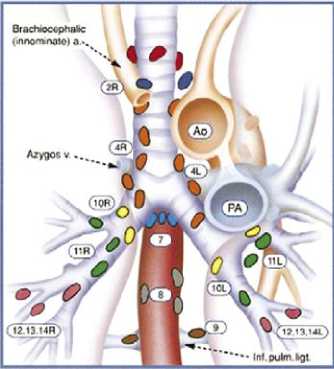 Brachiocephalic
(innominate) a.
2R
Ao
4R
Azygos v.
4L
10R
PA
7
11R
11L
10L
8
9
12,13,14R
12,13,14L
Inf. pulm. ligt.